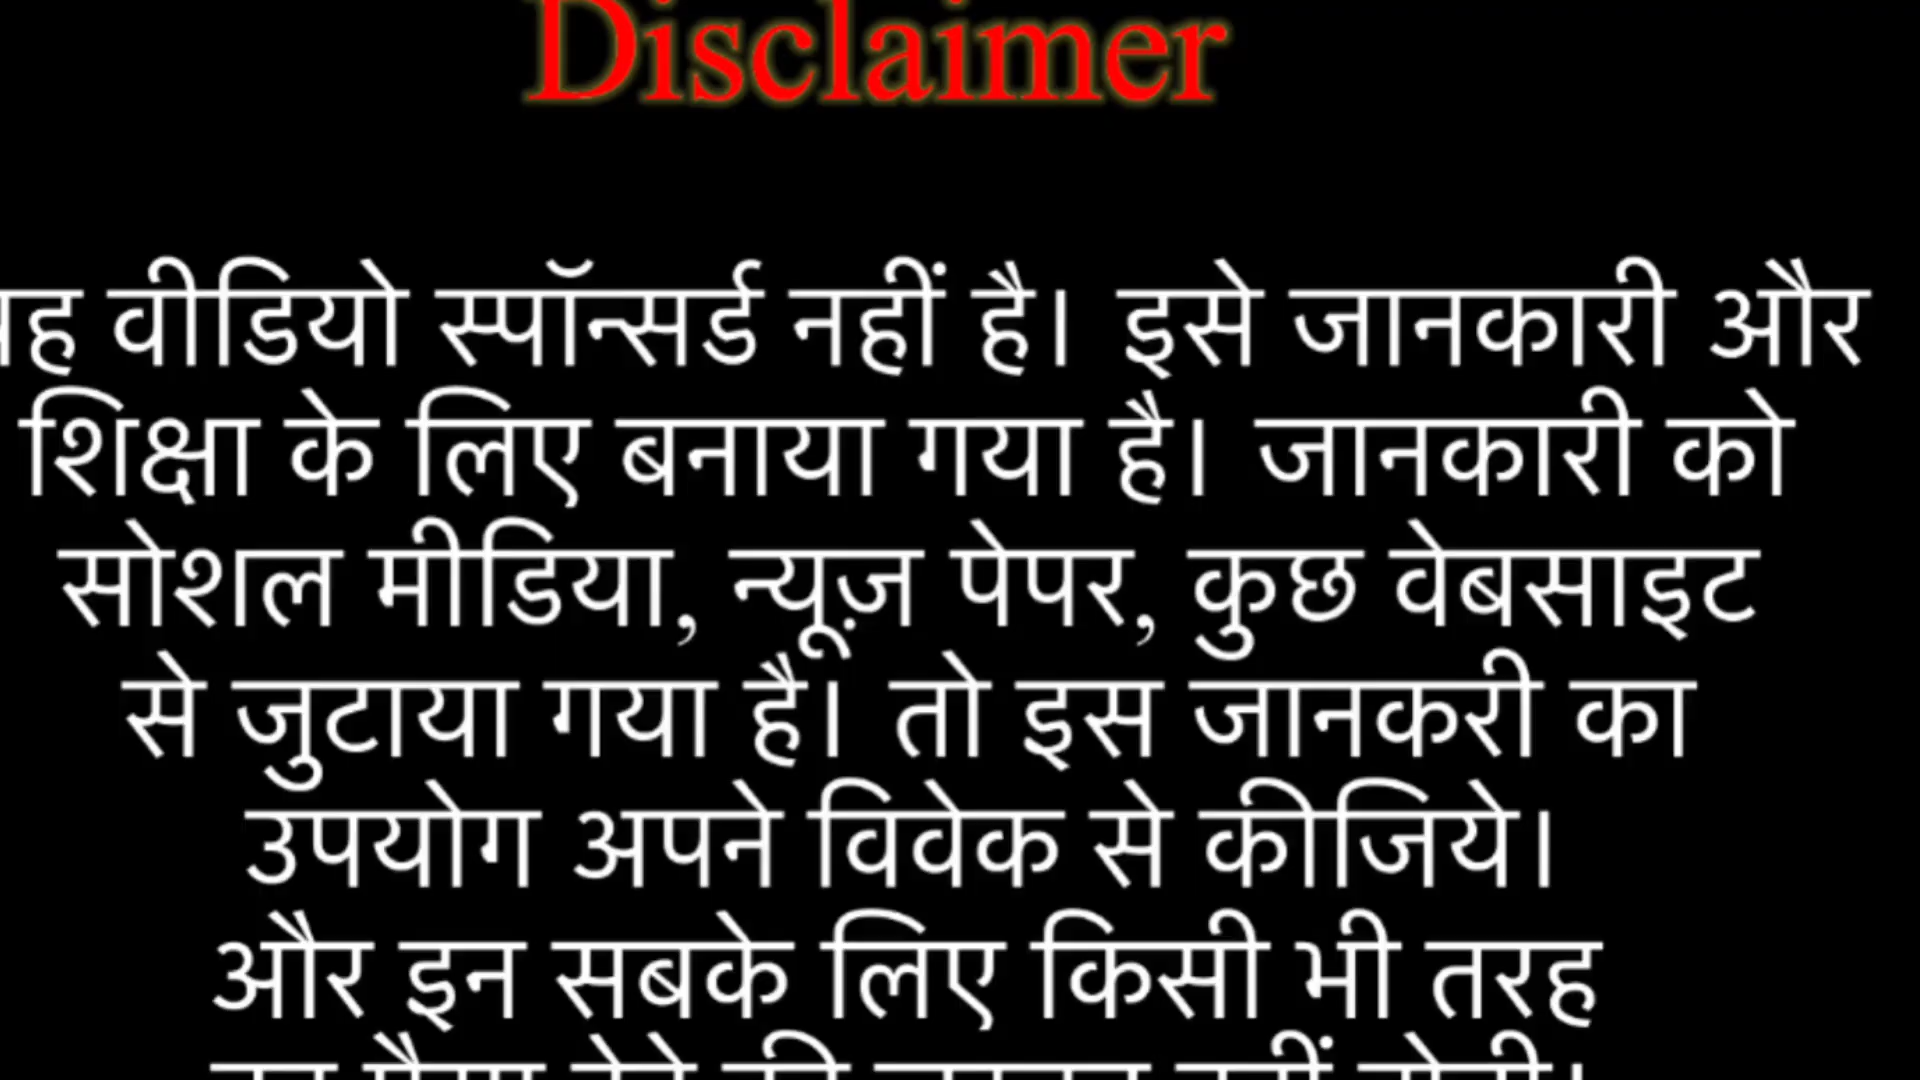 Disclaimer
यह वीडियो स्पॉन्सर्ड नहीं है। इसे जानकारी और
शिक्षा के लिए बनाया गया है। जानकारी को
सोशल मीडिया, न्यूज़ पेपर, कुछ वेबसाइट
से जुटाया गया है। तो इस जानकरी का
उपयोग अपने विवेक से कीजिये।
और इन सबके लिए किसी भी तरह